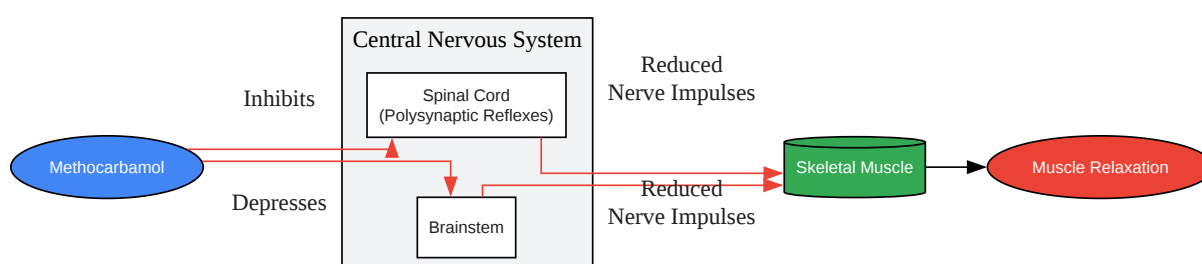 Central Nervous System
Inhibits
Spinal Cord
(Polysynaptic Reflexes)
Reduced
Nerve Impulses
Methocarbamol
Depresses
Brainstem
Reduced
Nerve Impulses
Skeletal Muscle
Muscle Relaxation